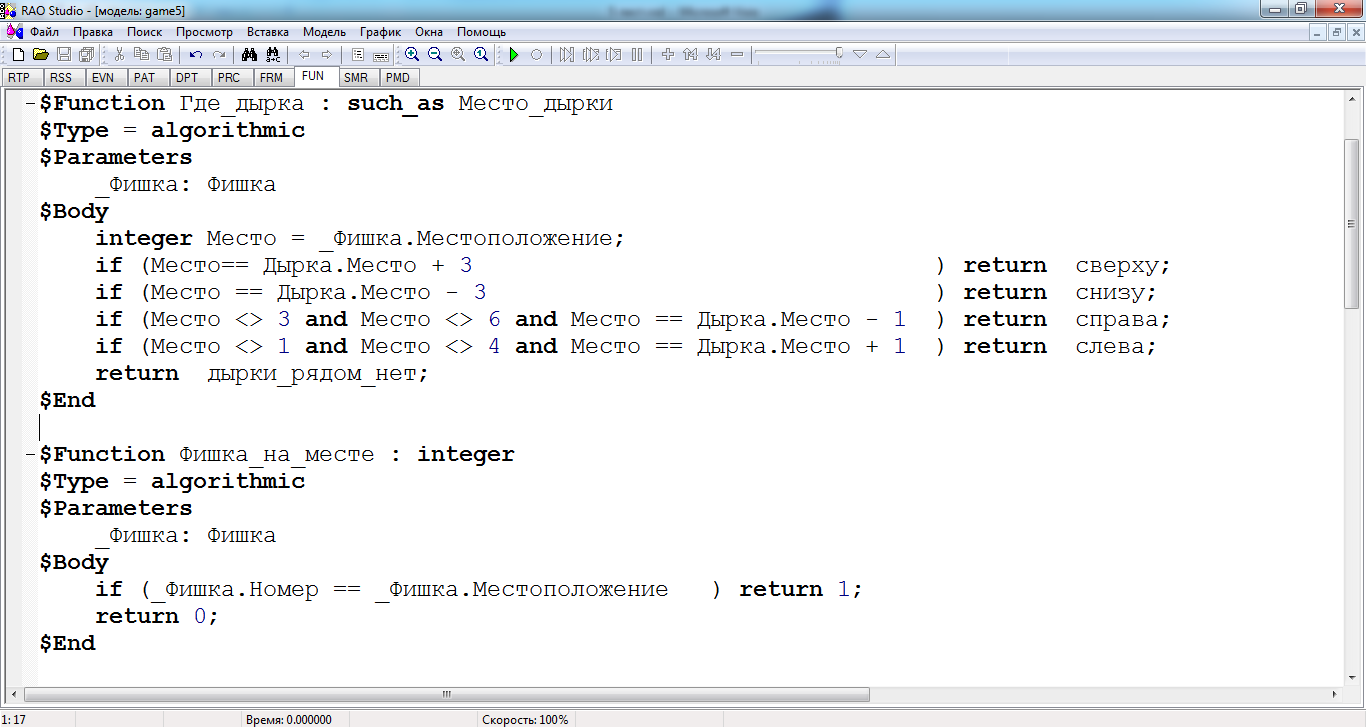 RAO Studio - [модель: game5]
Файл Правка Поиск Просмотр Вставка Модель График Окна Помощь
RTP RSS EVN PAT DPT PRC FRM FUN SMR PMD
$Function Где_дырка : such_as Место_дырки
$Type = algorithmic
$Parameters
_Фишка: Фишка
$Body
integer Место = _Фишка.Местоположение;
if (Место== Дырка.Место + 3 ) return сверху;
if (Место == Дырка.Место - 3 ) return снизу;
if (Место <> 3 and Место <> 6 and Место == Дырка.Место - 1 ) return справа;
if (Место <> 1 and Место <> 4 and Место == Дырка.Место + 1 ) return слева;
return дырки_рядом_нет;
$End
$Function Фишка_на_месте : integer
$Type = algorithmic
$Parameters
_Фишка: Фишка
$Body
if (_Фишка.Номер == _Фишка.Местоположение ) return 1;
return 0;
$End
1: 17 Время: 0.000000 Скорость: 100%